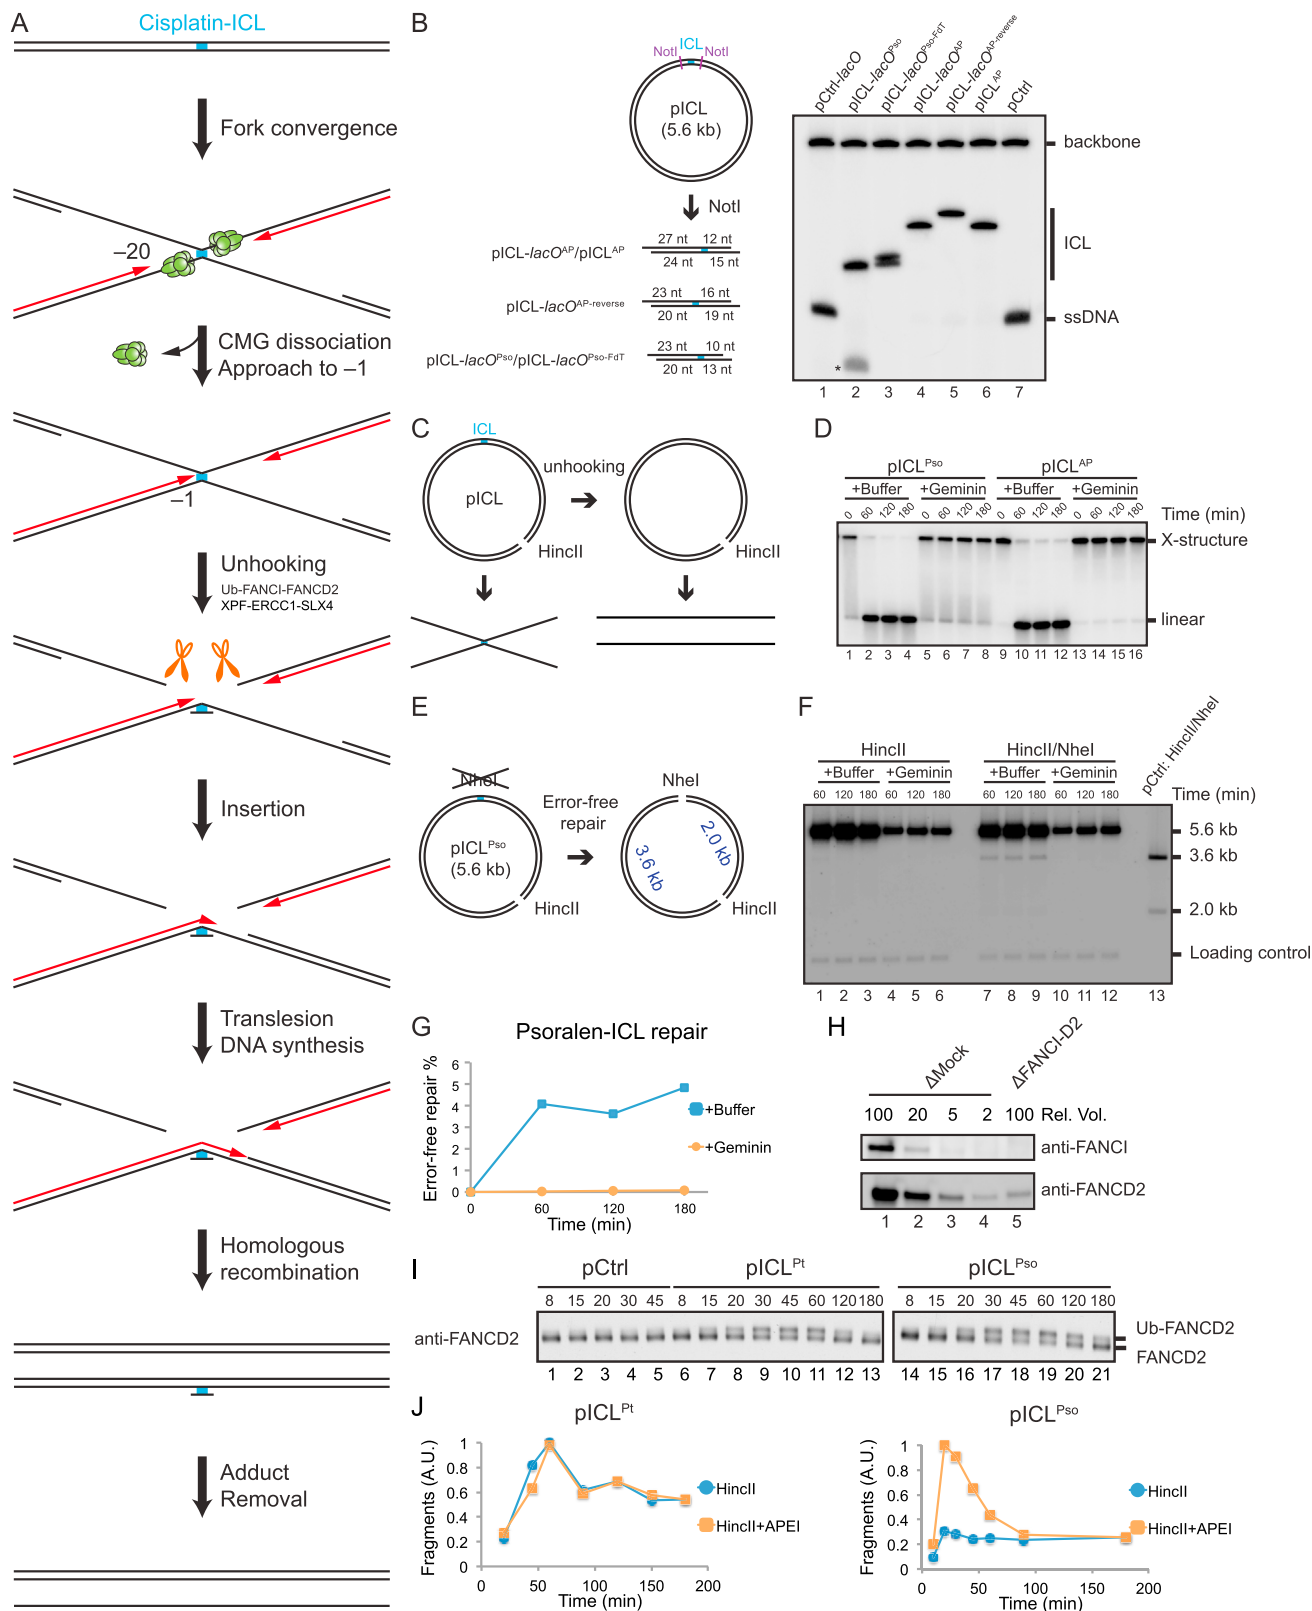 A
Cisplatin-ICL
Fork convergence
–20
CMG dissociation
Approach to –1
–1
Unhooking
Ub-FANCI-FANCD2
XPF-ERCC1-SLX4
Insertion
Translesion
DNA synthesis
Homologous
recombination
Adduct
Removal
B
NotI ICL NotI
pICL
(5.6 kb)
NotI
27 nt 12 nt
pICL-lacO^AP/pICL^AP
24 nt 15 nt
23 nt 16 nt
pICL-lacO^AP-reverse
20 nt 19 nt
23 nt 10 nt
pICL-lacO^Pso/pICL-lacO^Pso-FdT
20 nt 13 nt
pCtrl-lacO
pICL-lacO^Pso
pICL-lacO^Pso-FdT
pICL-lacO^AP
pICL-lacO^AP-reverse
pICL^AP
pCtrl
backbone
ICL
ssDNA
*
1 2 3 4 5 6 7
C
ICL
pICL
unhooking
HincII
HincII
D
pICL^Pso pICL^AP
+Buffer +Geminin +Buffer +Geminin
0 60 120 180 0 60 120 180 0 60 120 180 0 60 120 180
Time (min)
X-structure
linear
1 2 3 4 5 6 7 8 9 10 11 12 13 14 15 16
E
NheI
NheI
Error-free
repair
pICL^Pso
(5.6 kb)
3.6 kb
2.0 kb
HincII
HincII
F
HincII HincII/NheI
pCtrl: HincII/NheI
+Buffer +Geminin +Buffer +Geminin
60 120 180 60 120 180 60 120 180 60 120 180
Time (min)
5.6 kb
3.6 kb
2.0 kb
Loading control
1 2 3 4 5 6 7 8 9 10 11 12 13
G
Psoralen-ICL repair
Error-free repair %
6
5
4
3
2
1
0
+Buffer
+Geminin
0 60 120 180
Time (min)
H
ΔMock
ΔFANCI-D2
100 20 5 2 100 Rel. Vol.
anti-FANCI
anti-FANCD2
1 2 3 4 5
I
pCtrl pICL^Pt pICL^Pso
8 15 20 30 45 8 15 20 30 45 60 120 180 8 15 20 30 45 60 120 180
anti-FANCD2
Ub-FANCD2
FANCD2
1 2 3 4 5 6 7 8 9 10 11 12 13 14 15 16 17 18 19 20 21
J
pICL^Pt
Fragments (A.U.)
1
0.8
0.6
0.4
0.2
0
HincII
HincII+APEI
0 50 100 150 200
Time (min)
pICL^Pso
Fragments (A.U.)
1
0.8
0.6
0.4
0.2
0
HincII
HincII+APEI
0 50 100 150 200
Time (min)